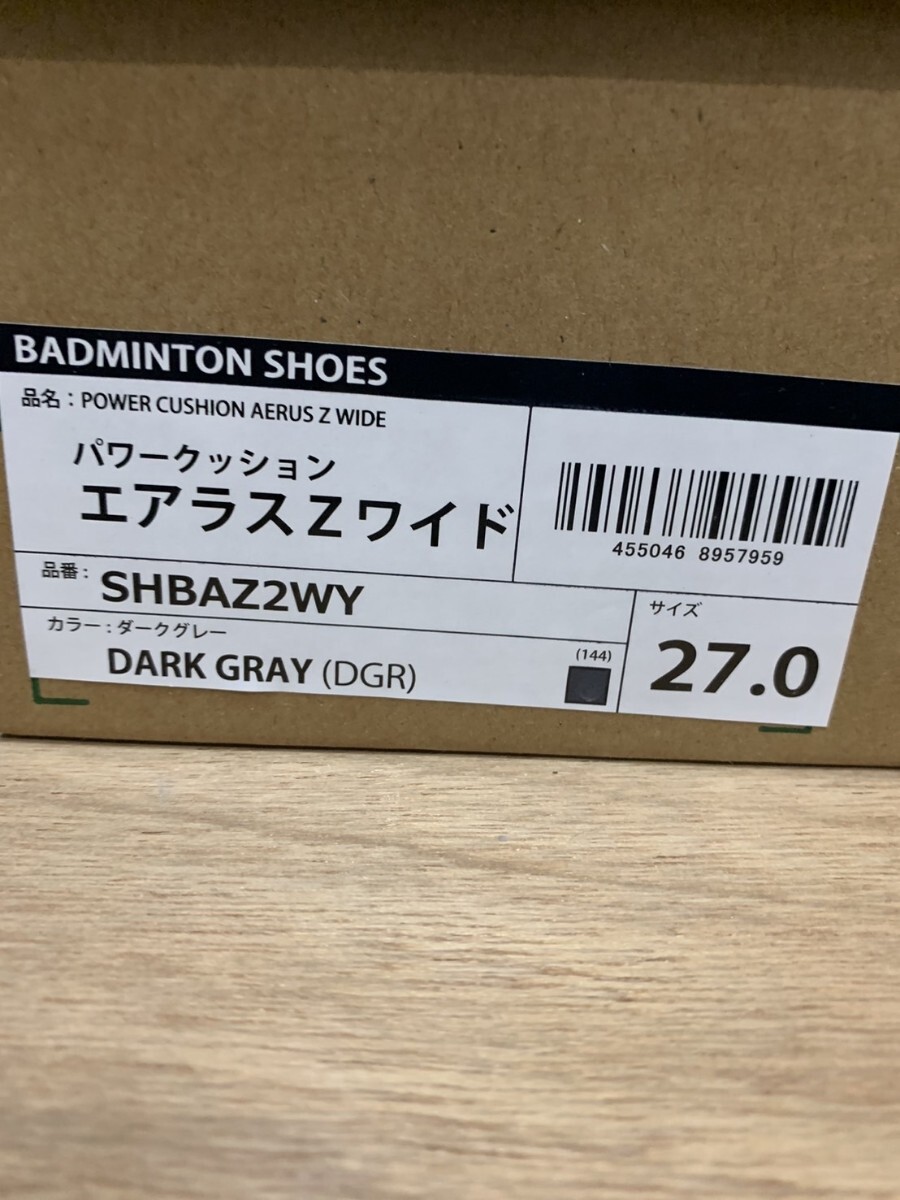 BADMINTON SHOES
品名：POWER CUSHION AERUS Z WIDE
パワークッション
エアラスZワイド
455046 8957959
品番：
SHBAZ2WY
カラー：ダークグレー
DARK GRAY (DGR)
(144)
サイズ
27.0